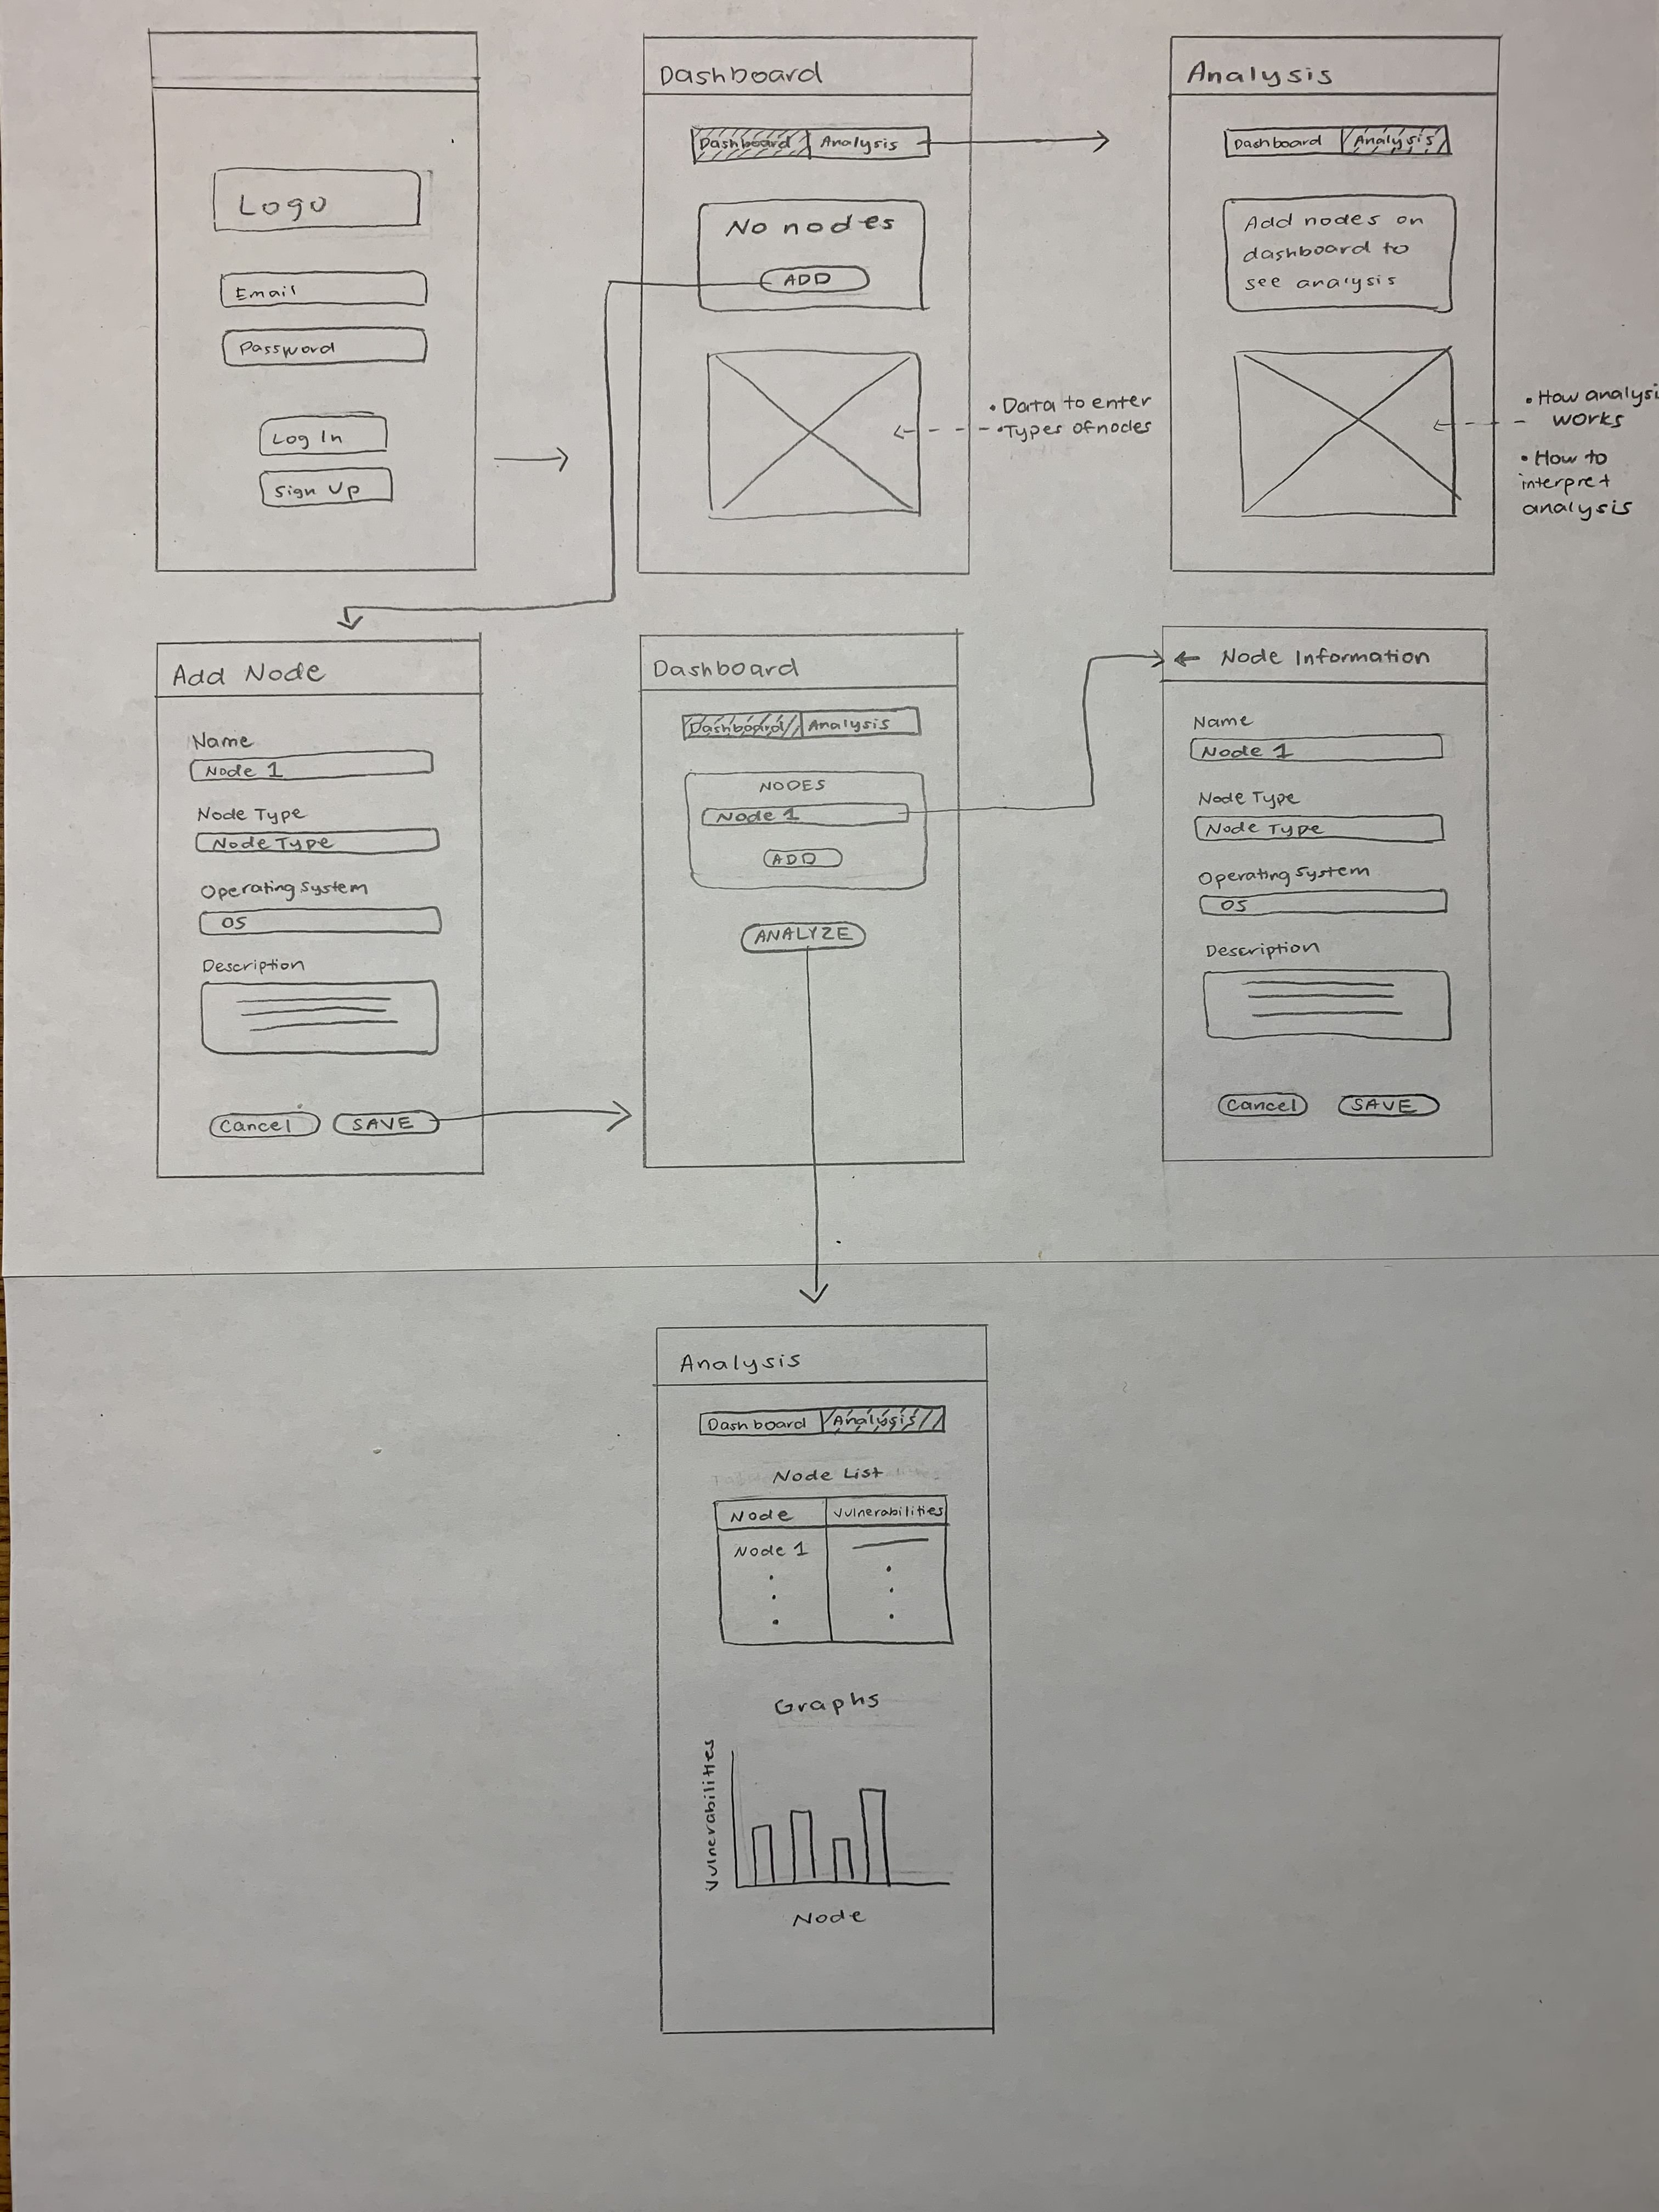 Logo
Email
Password
Log In
Sign Up
Dashboard
Dashboard Analysis
No nodes
ADD
• Data to enter
• Types of nodes
Analysis
Dashboard Analysis
Add nodes on
dashboard to
see analysis
• How analysi
works
• How to
interpret
analysis
Add Node
Name
Node 1
Node Type
Node Type
Operating System
OS
Description
Cancel SAVE
Dashboard
Dashboard Analysis
NODES
Node 1
ADD
ANALYZE
← Node Information
Name
Node 1
Node Type
Node Type
Operating System
OS
Description
Cancel SAVE
Analysis
Dashboard Analysis
Node List
Node Vulnerabilities
Node 1
Graphs
Vulnerabilities
Node